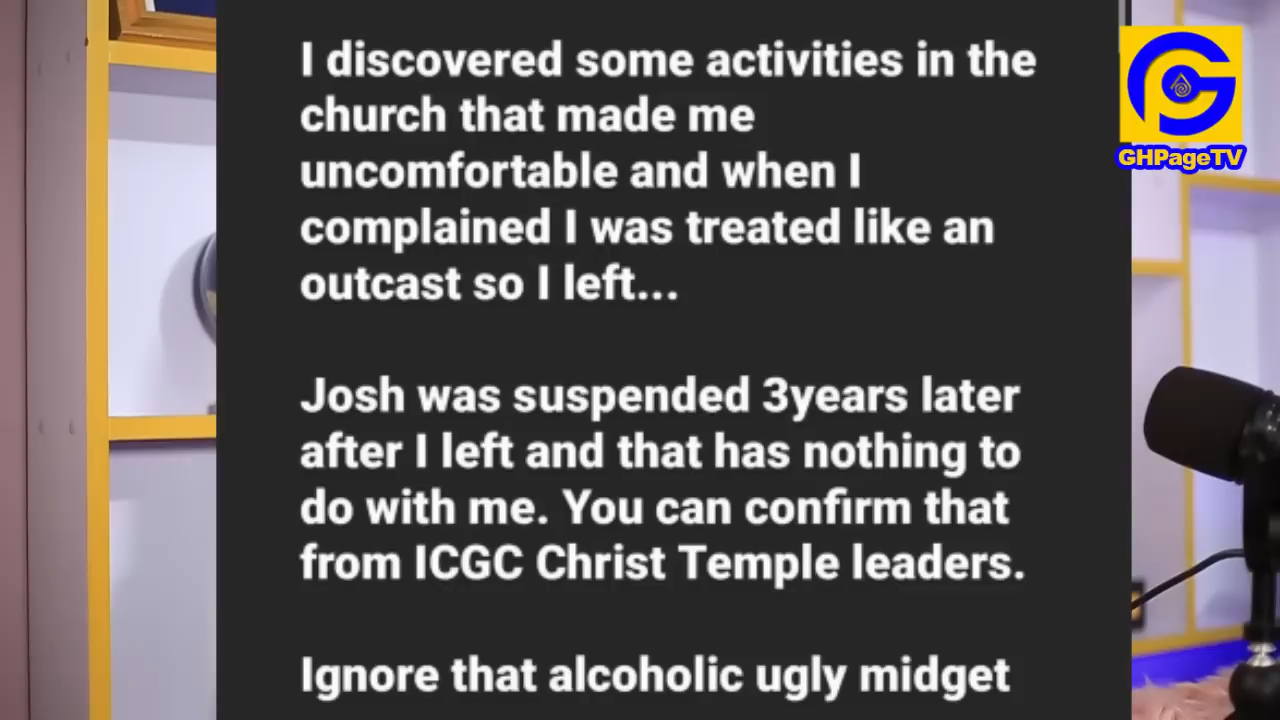 I discovered some activities in the
church that made me
uncomfortable and when I
complained I was treated like an
outcast so I left...
Josh was suspended 3years later
after I left and that has nothing to
do with me. You can confirm that
from ICGC Christ Temple leaders.
Ignore that alcoholic ugly midget
GHPageTV